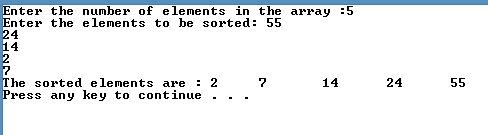 Enter the number of elements in the array :5
Enter the elements to be sorted: 55
24
14
2
7
The sorted elements are : 2 7 14 24 55
Press any key to continue . . .